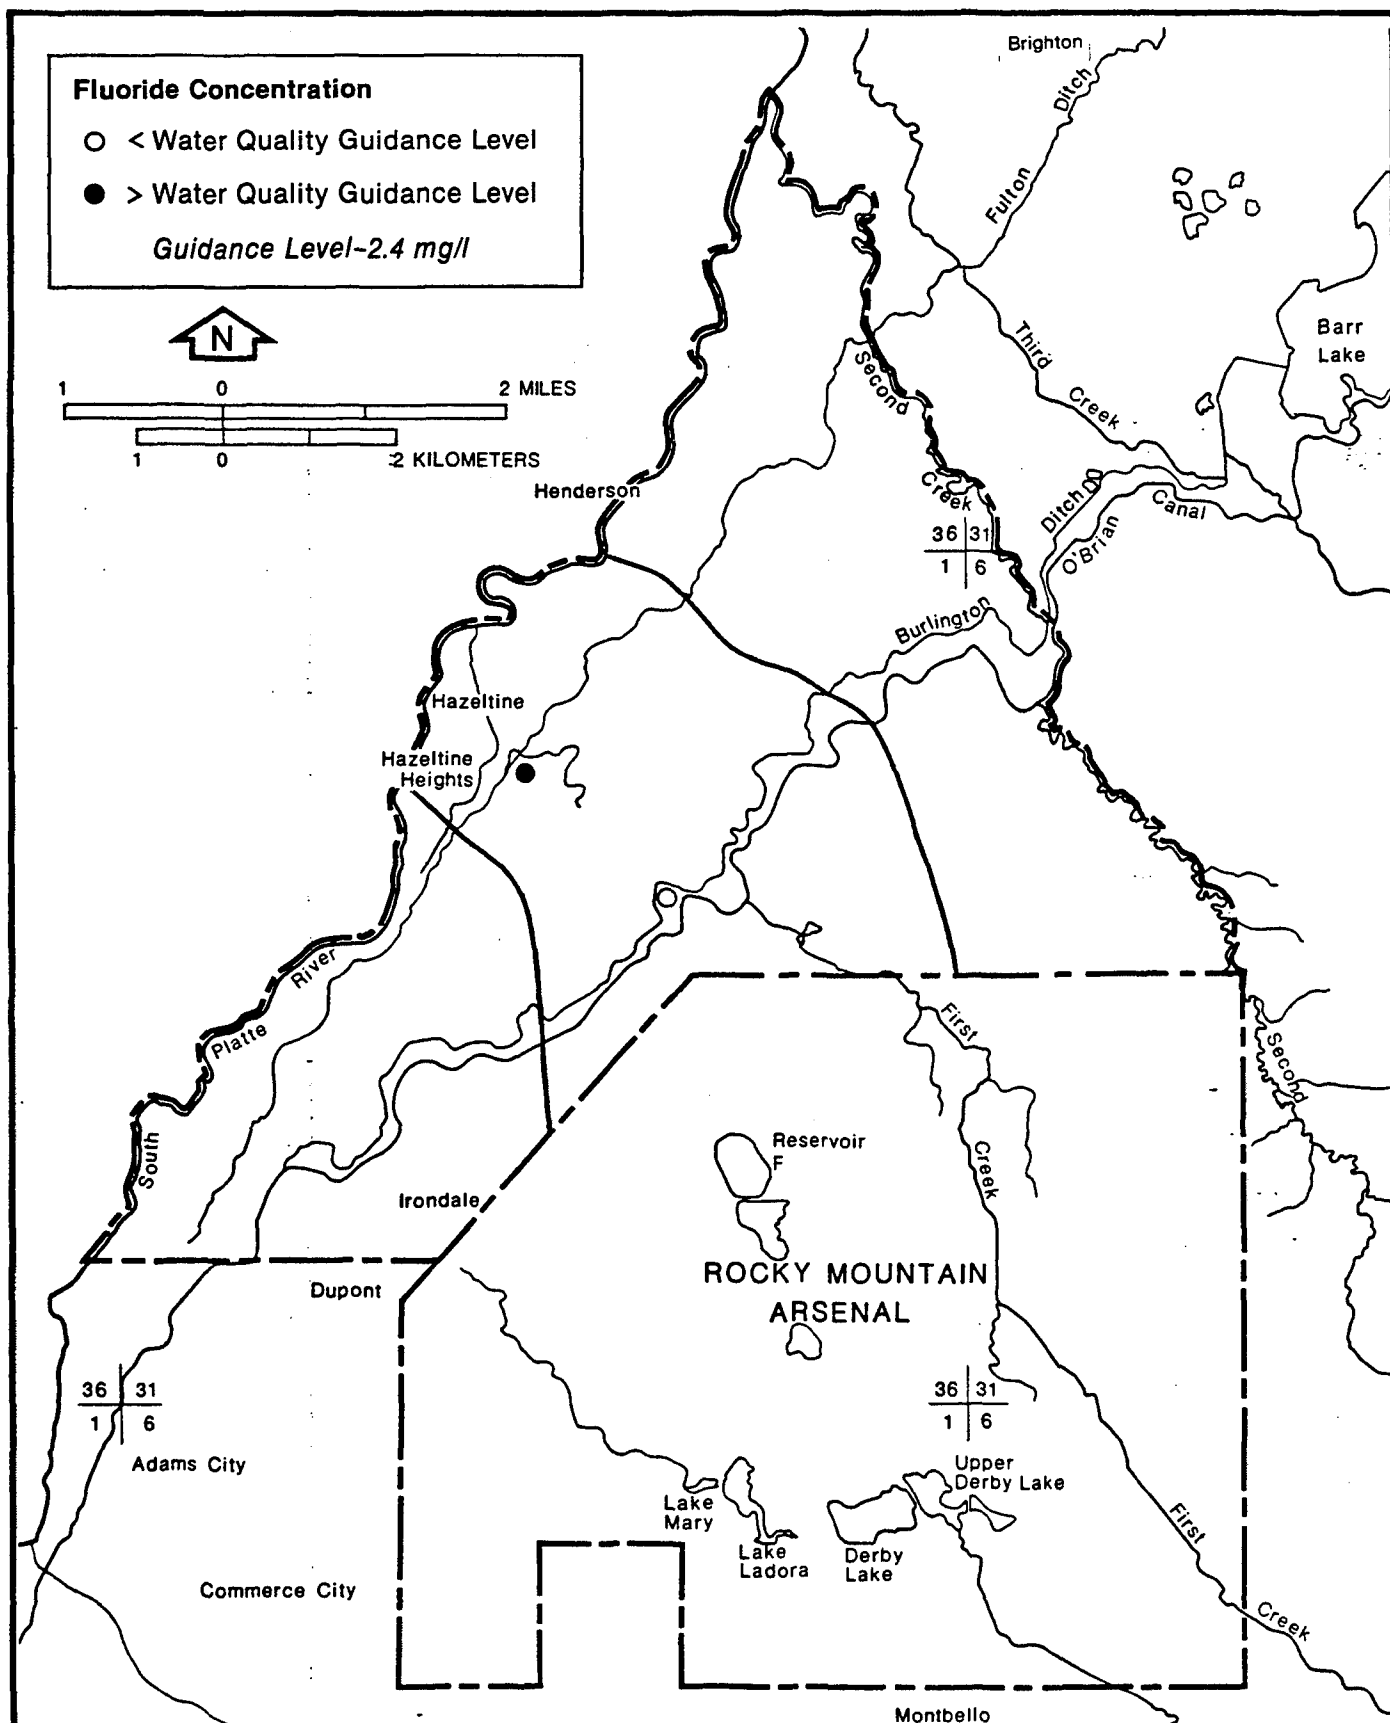 Fluoride Concentration
< Water Quality Guidance Level
> Water Quality Guidance Level
Guidance Level-2.4 mg/l
N
1 0 2 MILES
1 0 2 KILOMETERS
Brighton
Fulton Ditch
Barr
Lake
Third Creek
Second Creek
Henderson
Ditch
O'Brian Canal
36 31
1 6
Burlington
Hazeltine
Hazeltine
Heights
South Platte River
First Creek
Second
Reservoir
F
Irondale
ROCKY MOUNTAIN
ARSENAL
Dupont
36 31
1 6
36 31
1 6
Adams City
Upper
Derby Lake
Lake
Mary
Lake
Ladora
Derby
Lake
First Creek
Commerce City
Montbello